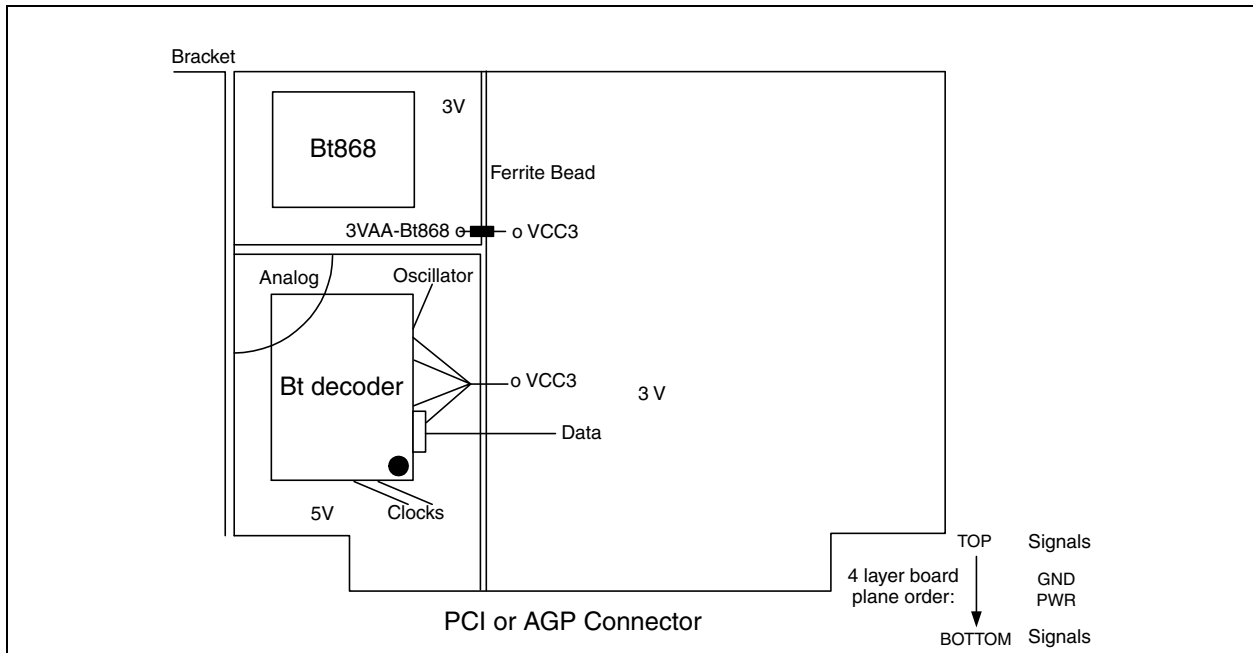 Bracket
3V
Bt868
Ferrite Bead
3VAA-Bt868 o
o VCC3
Analog
Oscillator
Bt decoder
o VCC3
3 V
Data
5V
Clocks
TOP Signals
4 layer board
plane order:
GND
PWR
BOTTOM Signals
PCI or AGP Connector